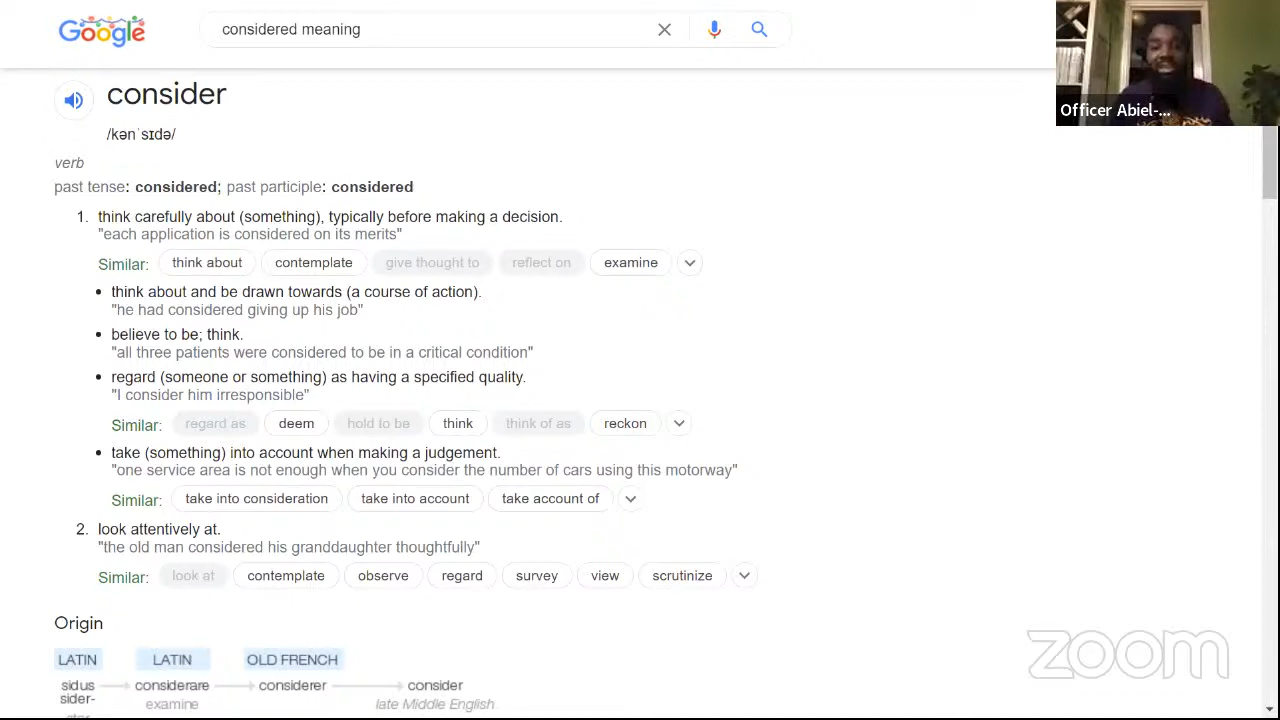 Google
considered meaning
Officer Abiel-...
consider
/kənˈsɪdə/
verb
past tense: considered; past participle: considered
1. think carefully about (something), typically before making a decision.
"each application is considered on its merits"
Similar: think about contemplate give thought to reflect on examine
• think about and be drawn towards (a course of action).
"he had considered giving up his job"
• believe to be; think.
"all three patients were considered to be in a critical condition"
• regard (someone or something) as having a specified quality.
"I consider him irresponsible"
Similar: regard as deem hold to be think think of as reckon
• take (something) into account when making a judgement.
"one service area is not enough when you consider the number of cars using this motorway"
Similar: take into consideration take into account take account of
2. look attentively at.
"the old man considered his granddaughter thoughtfully"
Similar: look at contemplate observe regard survey view scrutinize
Origin
LATIN LATIN OLD FRENCH
sidus considerare considerer consider
sider- examine late Middle English
zoom